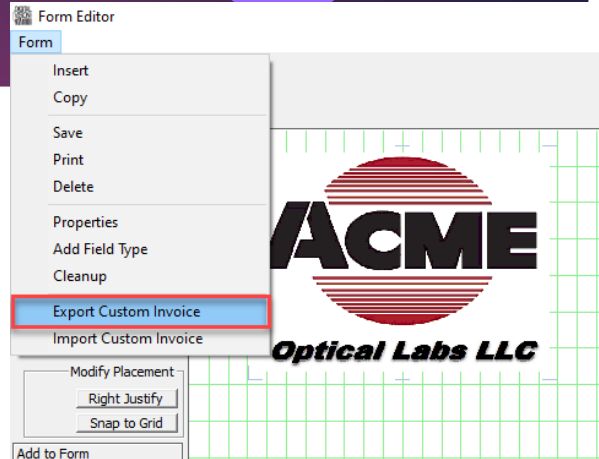 Form Editor
Form
Insert
Copy
Save
Print
Delete
Properties
Add Field Type
Cleanup
Export Custom Invoice
Import Custom Invoice
ACME
Optical Labs LLC
Modify Placement
Right Justify
Snap to Grid
Add to Form